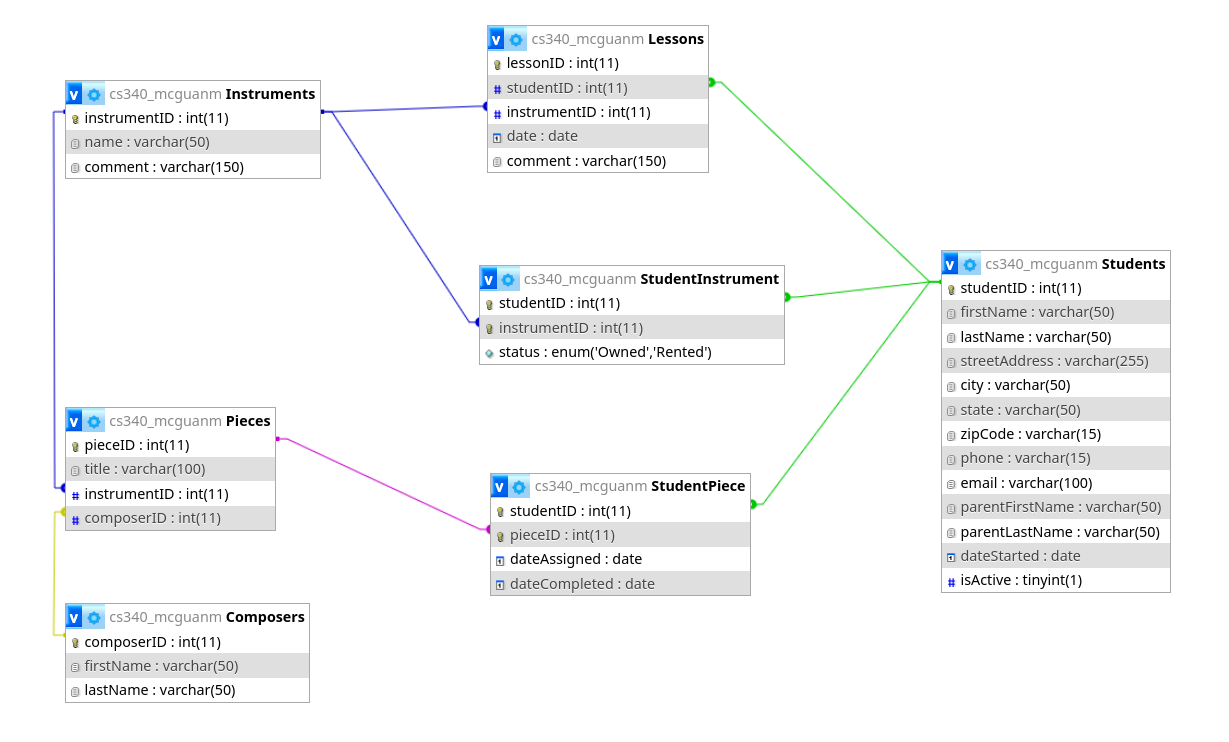 cs340_mcguanm Instruments
instrumentID : int(11)
name : varchar(50)
comment : varchar(150)
cs340_mcguanm Lessons
lessonID : int(11)
studentID : int(11)
instrumentID : int(11)
date : date
comment : varchar(150)
cs340_mcguanm StudentInstrument
studentID : int(11)
instrumentID : int(11)
status : enum('Owned','Rented')
cs340_mcguanm Students
studentID : int(11)
firstName : varchar(50)
lastName : varchar(50)
streetAddress : varchar(255)
city : varchar(50)
state : varchar(50)
zipCode : varchar(15)
phone : varchar(15)
email : varchar(100)
parentFirstName : varchar(50)
parentLastName : varchar(50)
dateStarted : date
isActive : tinyint(1)
cs340_mcguanm Pieces
pieceID : int(11)
title : varchar(100)
instrumentID : int(11)
composerID : int(11)
cs340_mcguanm StudentPiece
studentID : int(11)
pieceID : int(11)
dateAssigned : date
dateCompleted : date
cs340_mcguanm Composers
composerID : int(11)
firstName : varchar(50)
lastName : varchar(50)